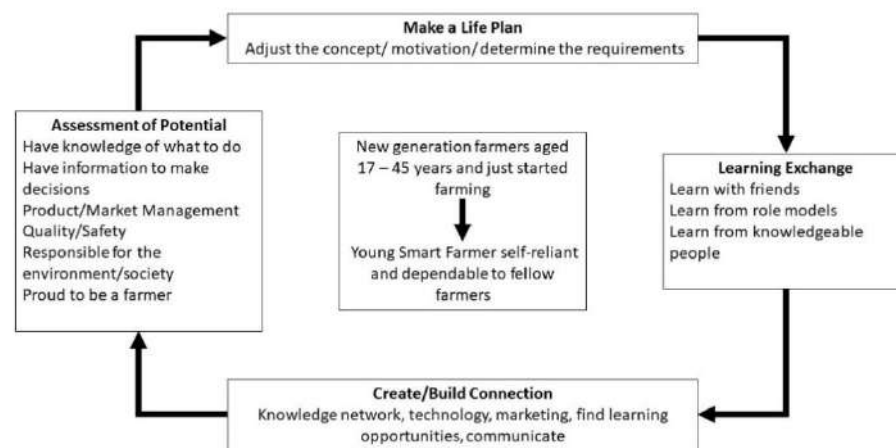 Make a Life Plan
Adjust the concept/ motivation/ determine the requirements
Assessment of Potential
Have knowledge of what to do
Have information to make
decisions
Product/Market Management
Quality/Safety
Responsible for the
environment/society
Proud to be a farmer
New generation farmers aged
17 – 45 years and just started
farming
Young Smart Farmer self-reliant
and dependable to fellow
farmers
Learning Exchange
Learn with friends
Learn from role models
Learn from knowledgeable
people
Create/Build Connection
Knowledge network, technology, marketing, find learning
opportunities, communicate